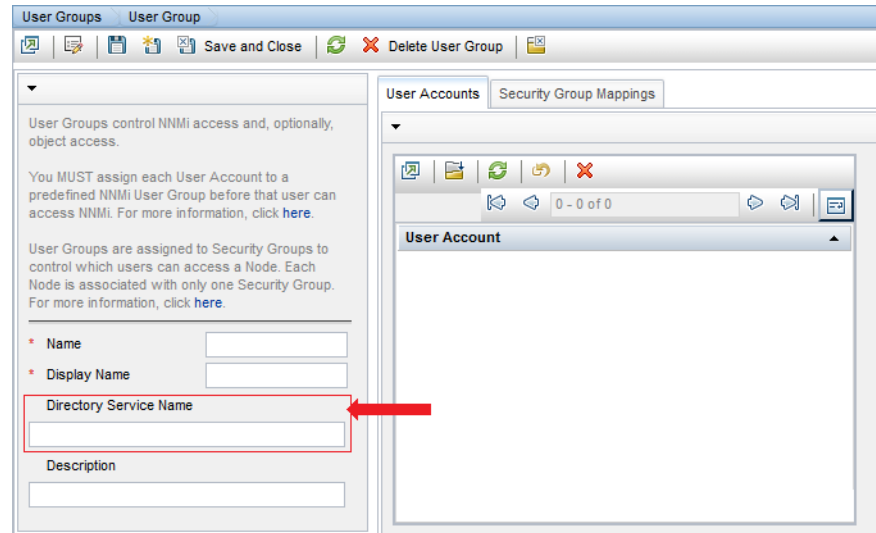 User Groups User Group
Save and Close Delete User Group
User Groups control NNMi access and, optionally,
object access.
You MUST assign each User Account to a
predefined NNMi User Group before that user can
access NNMi. For more information, click here.
User Groups are assigned to Security Groups to
control which users can access a Node. Each
Node is associated with only one Security Group.
For more information, click here.
* Name
* Display Name
Directory Service Name
Description
User Accounts Security Group Mappings
0 - 0 of 0
User Account